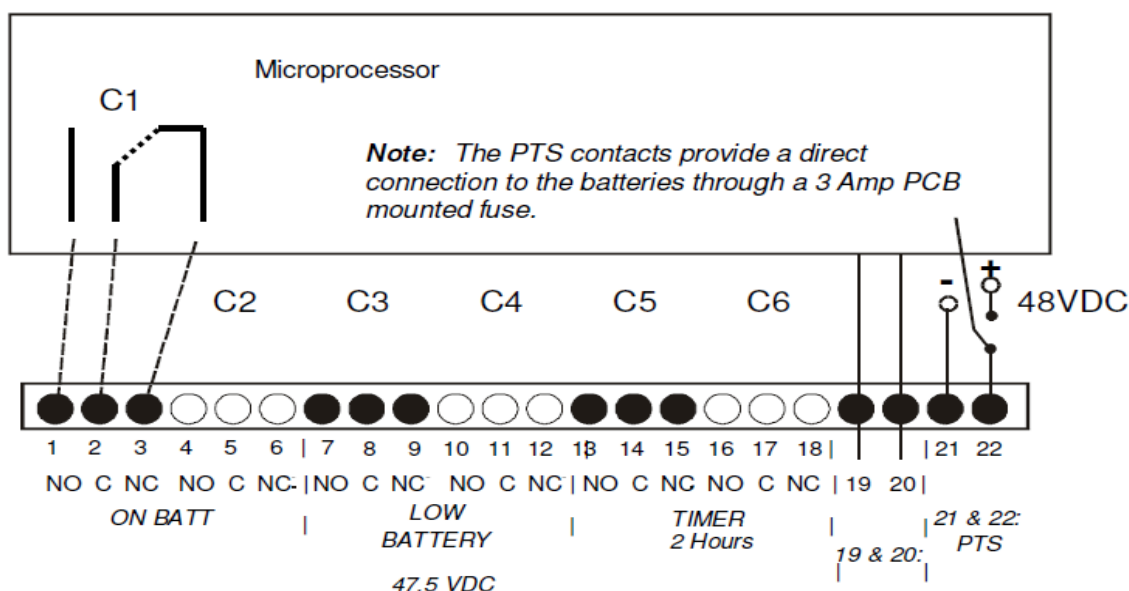 Microprocessor
C1
Note: The PTS contacts provide a direct
connection to the batteries through a 3 Amp PCB
mounted fuse.
C2 C3 C4 C5 C6 - + 48VDC
1 2 3 4 5 6 | 7 8 9 10 11 12 | 13 14 15 16 17 18 | | 21 22
NO C NC NO C NC- | NO C NC NO C NC | NO C NC NO C NC | 19 20 |
ON BATT | LOW BATTERY | TIMER 2 Hours | 19 & 20: | 21 & 22: PTS
47.5 VDC